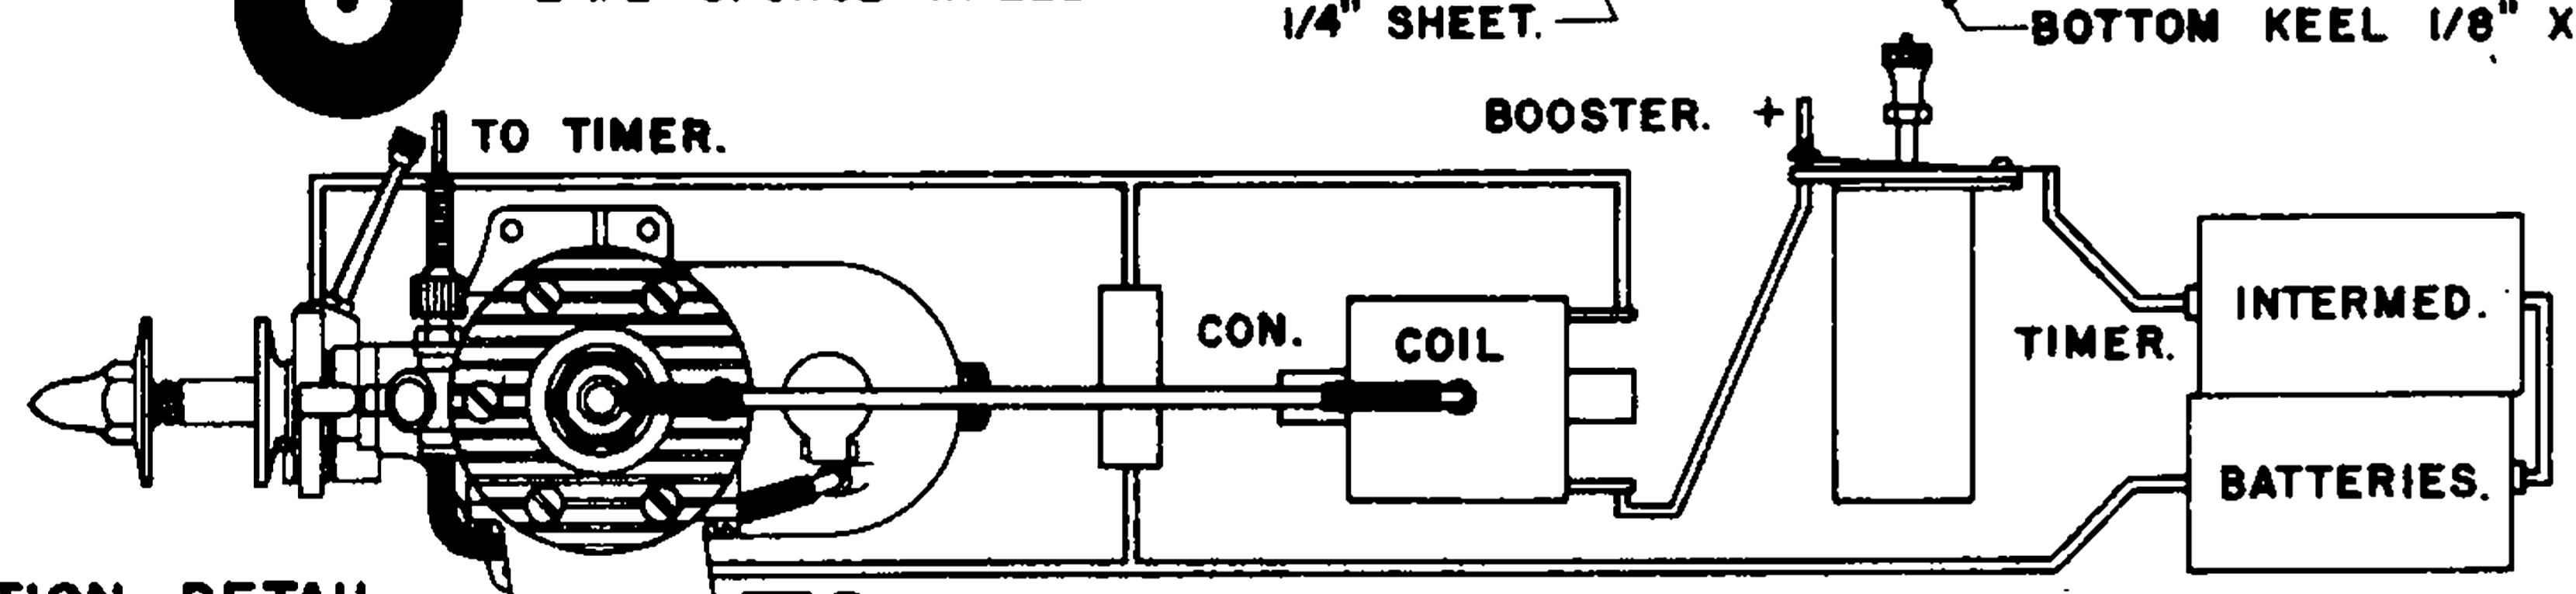 1/4" SHEET.
BOTTOM KEEL 1/8" X
TO TIMER.
BOOSTER. +
CON.
COIL
TIMER.
INTERMED.
BATTERIES.